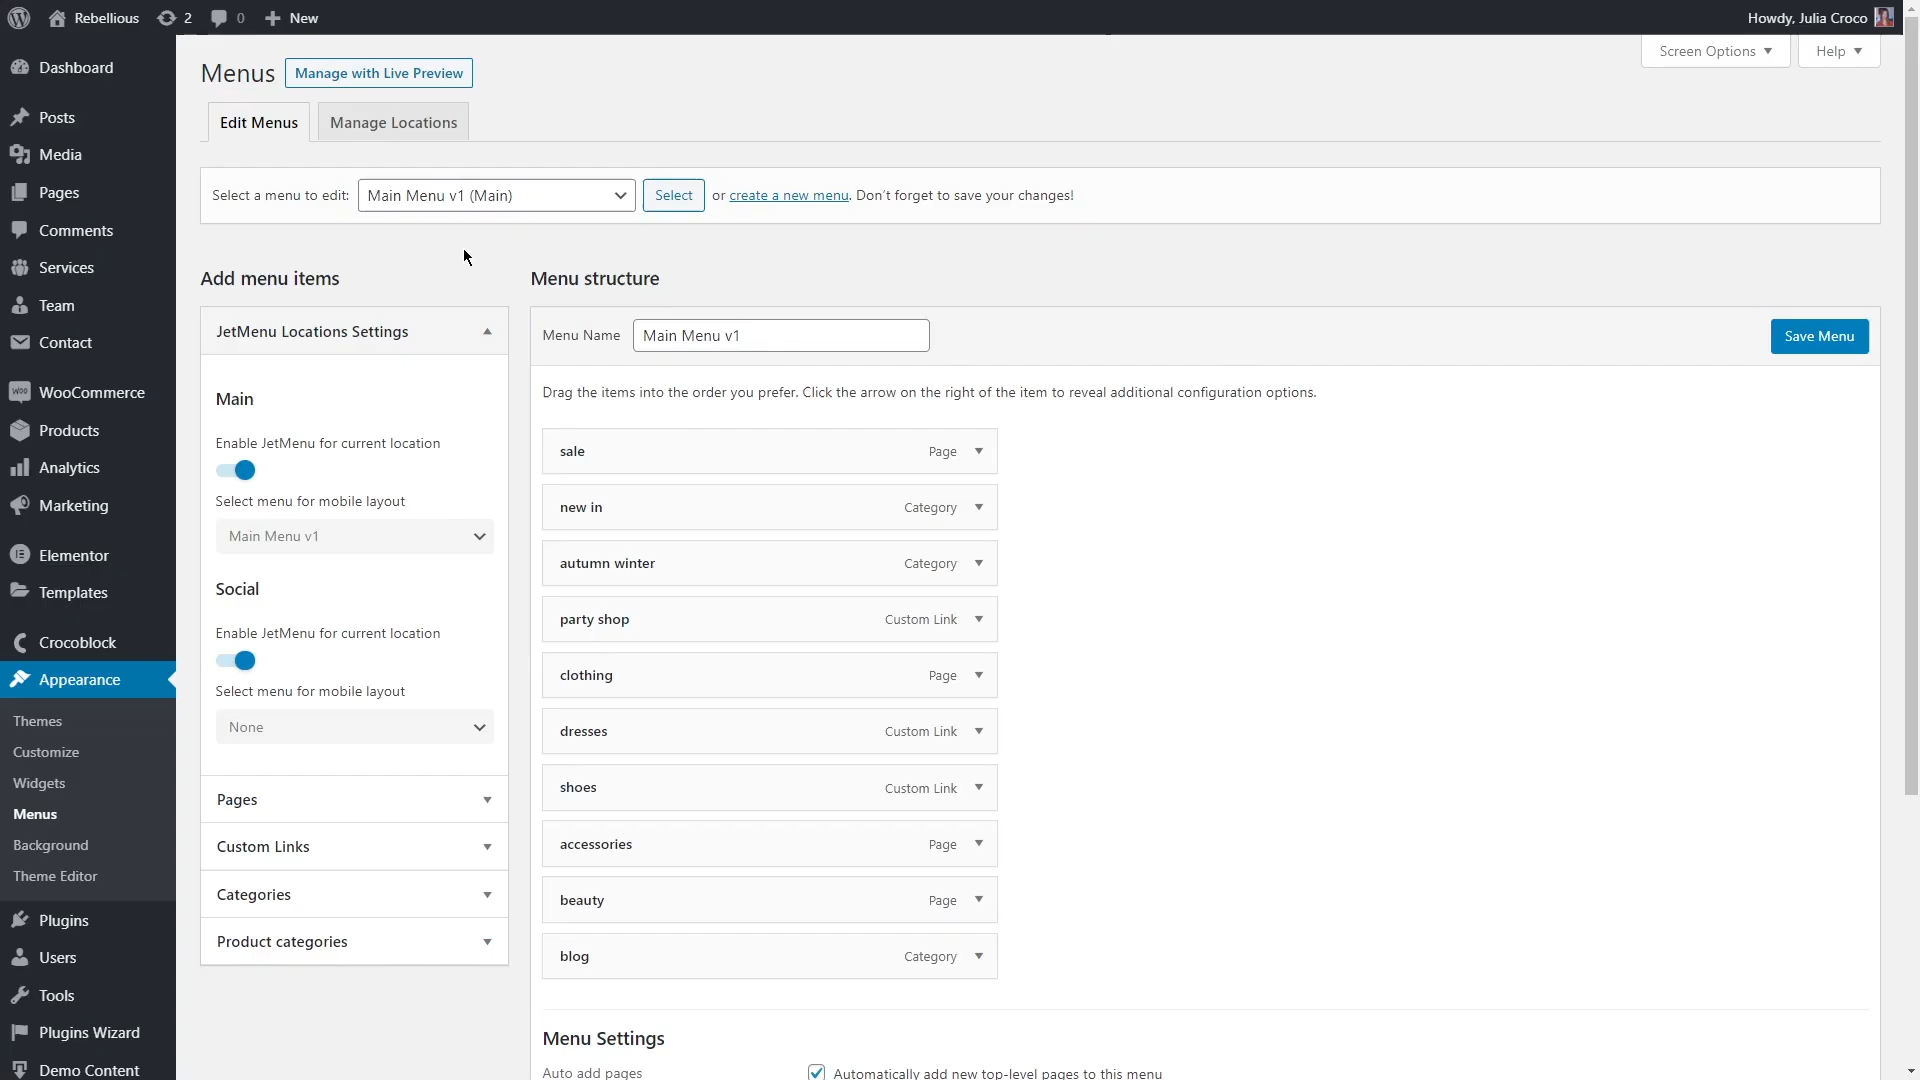 Rebellious 2 0 New Howdy, Julia Croco
Screen Options Help
Dashboard
Posts
Media
Pages
Comments
Services
Team
Contact
WooCommerce
Products
Analytics
Marketing
Elementor
Templates
Crocoblock
Appearance
Themes
Customize
Widgets
Menus
Background
Theme Editor
Plugins
Users
Tools
Plugins Wizard
Demo Content
Menus Manage with Live Preview
Edit Menus Manage Locations
Select a menu to edit: Main Menu v1 (Main) Select or create a new menu. Don't forget to save your changes!
Add menu items
JetMenu Locations Settings
Main
Enable JetMenu for current location
Select menu for mobile layout
Main Menu v1
Social
Enable JetMenu for current location
Select menu for mobile layout
None
Pages
Custom Links
Categories
Product categories
Menu structure
Menu Name Main Menu v1 Save Menu
Drag the items into the order you prefer. Click the arrow on the right of the item to reveal additional configuration options.
sale Page
new in Category
autumn winter Category
party shop Custom Link
clothing Page
dresses Custom Link
shoes Custom Link
accessories Page
beauty Page
blog Category
Menu Settings
Auto add pages Automatically add new top-level pages to this menu